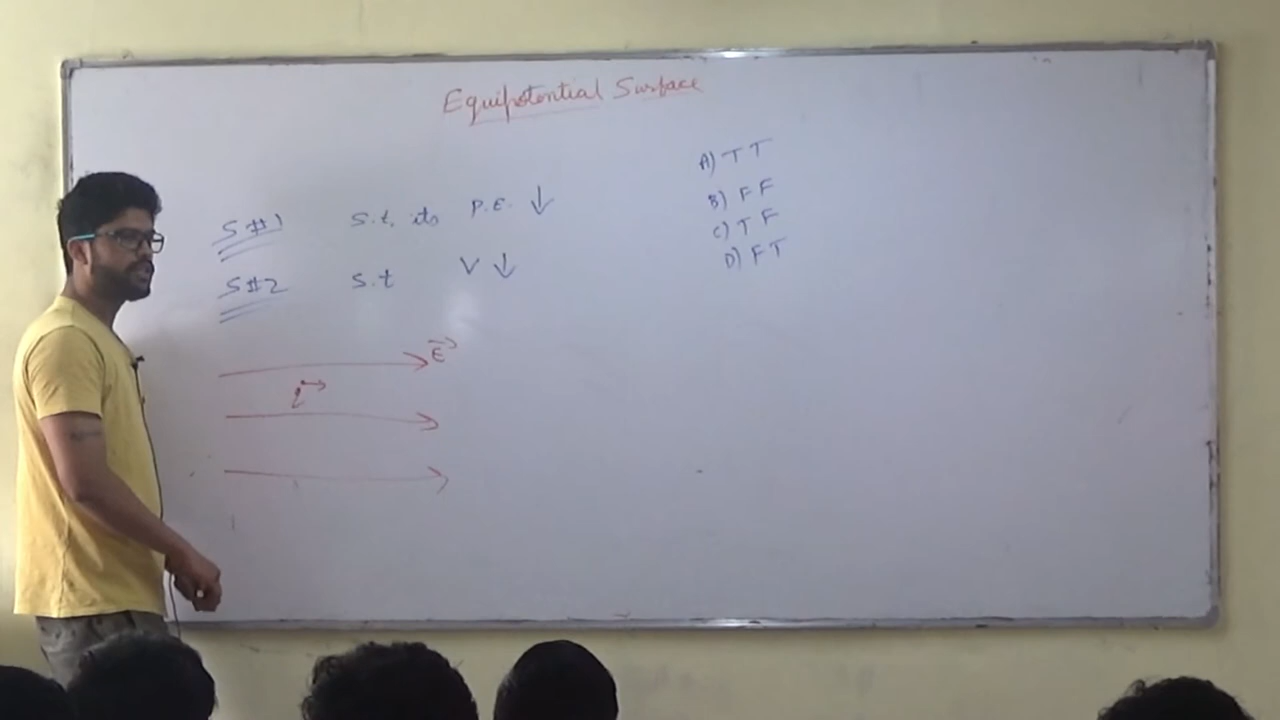 Equipotential Surface
S#1 s.t. its P.E. ↓
S#2 s.t V ↓
A) T T
B) F F
C) T F
D) F T
E